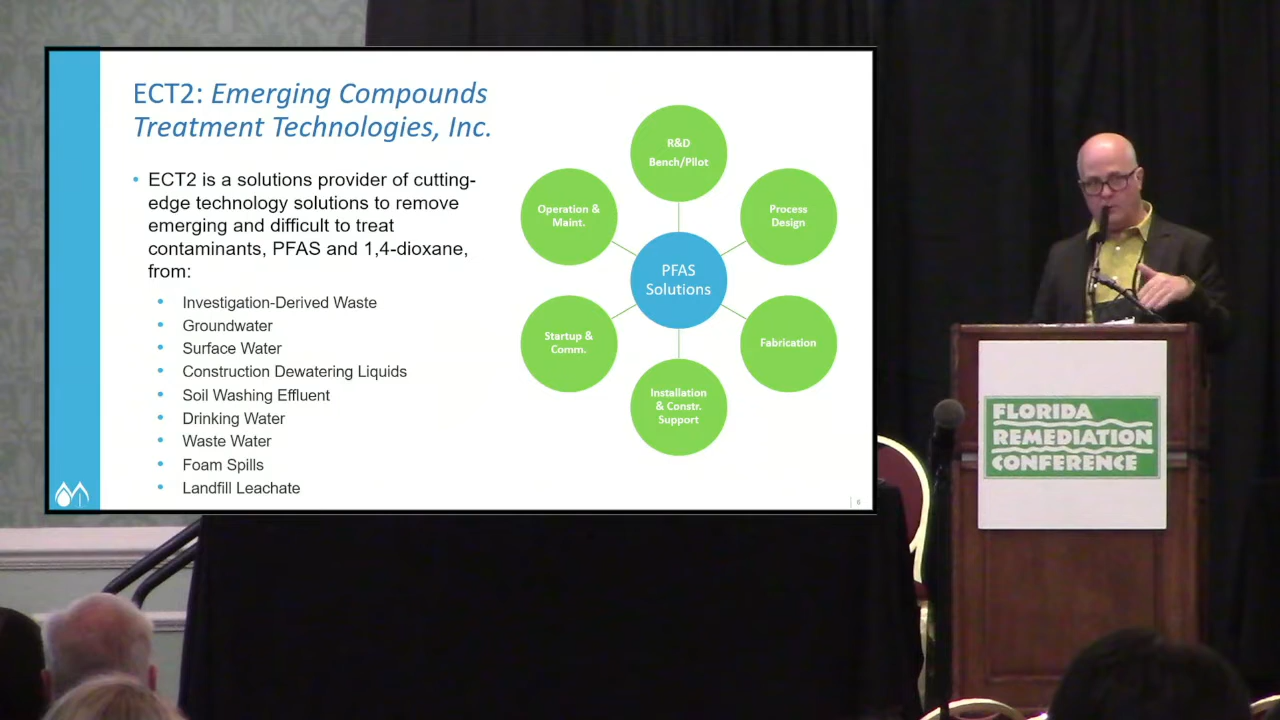 ECT2: Emerging Compounds
Treatment Technologies, Inc.
• ECT2 is a solutions provider of cutting-
edge technology solutions to remove
emerging and difficult to treat
contaminants, PFAS and 1,4-dioxane,
from:
• Investigation-Derived Waste
• Groundwater
• Surface Water
• Construction Dewatering Liquids
• Soil Washing Effluent
• Drinking Water
• Waste Water
• Foam Spills
• Landfill Leachate
R&D
Bench/Pilot
Process
Design
Fabrication
Installation
& Constr.
Support
Startup &
Comm.
Operation &
Maint.
PFAS
Solutions
6
FLORIDA
REMEDIATION
CONFERENCE